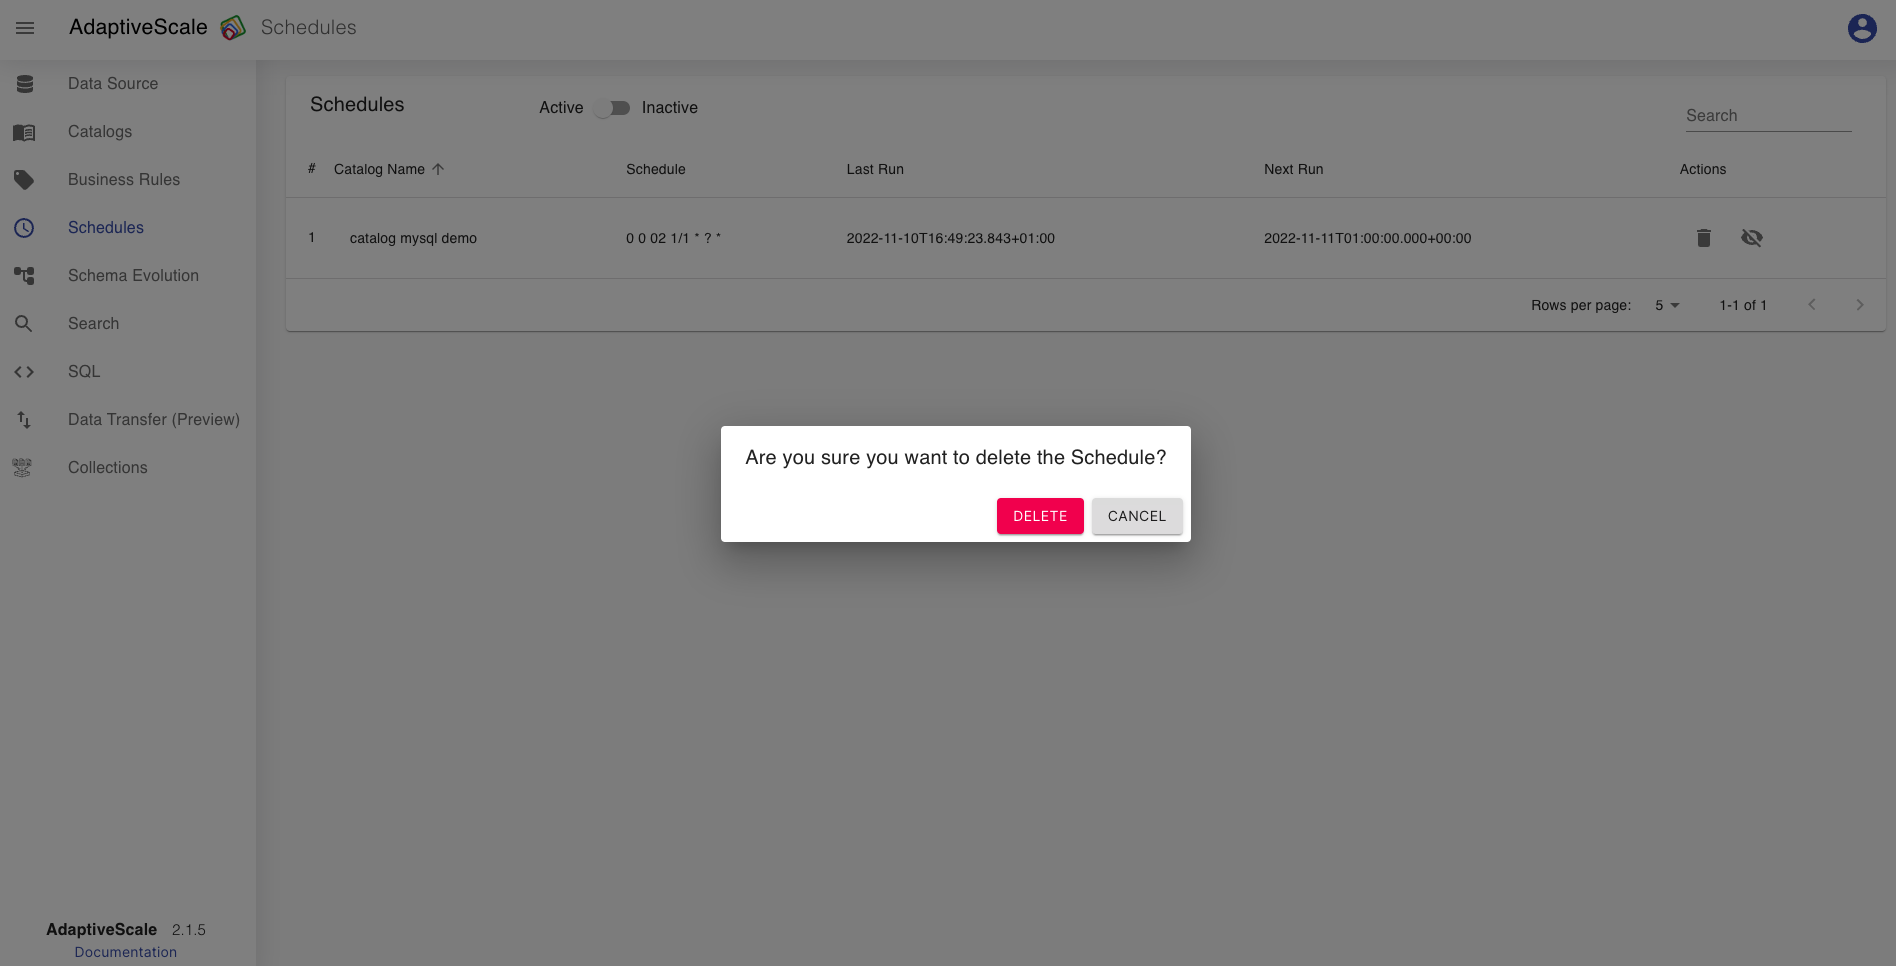 AdaptiveScale Schedules
Data Source
Catalogs
Business Rules
Schedules
Schema Evolution
Search
SQL
Data Transfer (Preview)
Collections
AdaptiveScale 2.1.5
Documentation
Schedules Active Inactive Search
# Catalog Name Schedule Last Run Next Run Actions
1 catalog mysql demo 0 0 02 1/1 * ? * 2022-11-10T16:49:23.843+01:00 2022-11-11T01:00:00.000+00:00
Rows per page: 5 1-1 of 1
Are you sure you want to delete the Schedule?
DELETE CANCEL